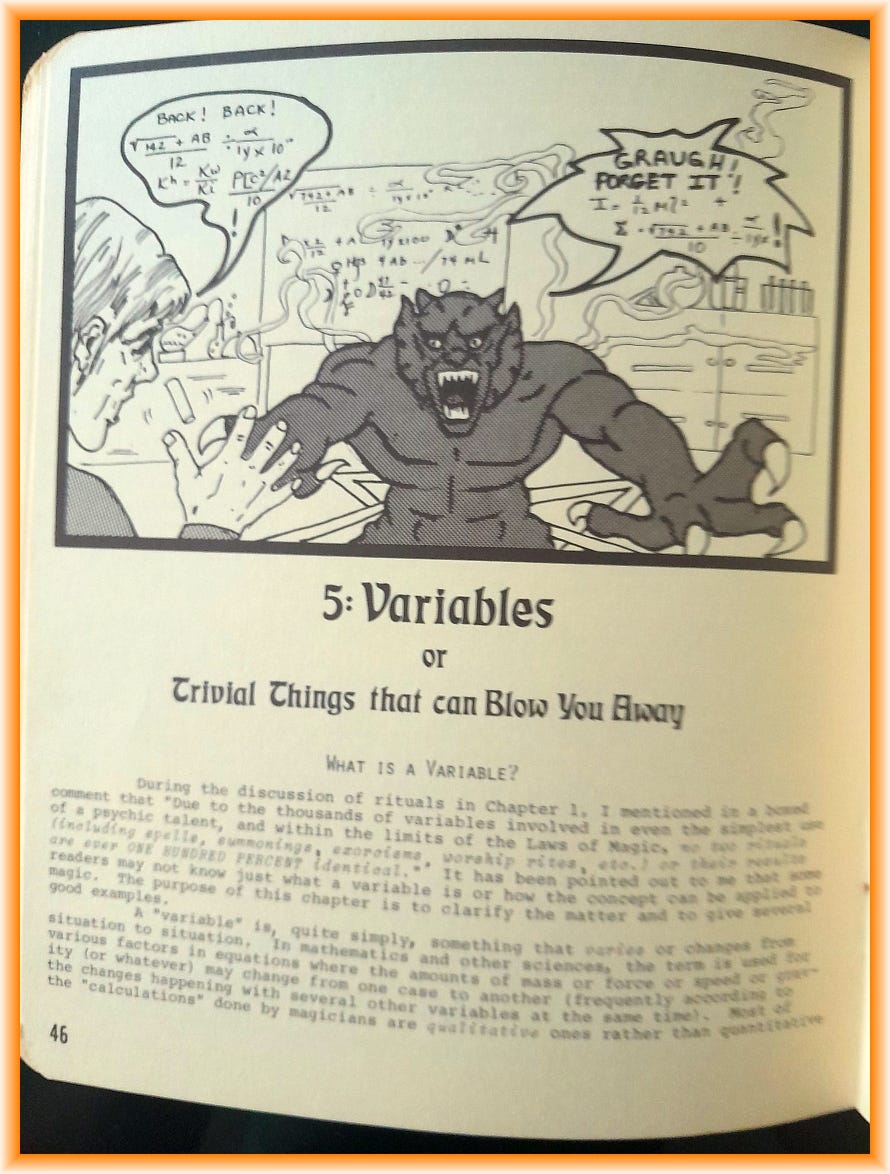 BACK! BACK!
GRAUGH!
FORGET IT!
5: Variables
or
Trivial Things that can Blow You Away
WHAT IS A VARIABLE?
During the discussion of rituals in Chapter 1, I mentioned in a boxed
comment that "Due to the thousands of variables involved in even the simplest use
of a psychic talent, and within the limits of the Laws of Magic, no two rituals
(including spells, summonings, exorcisms, worship rites, etc.) or their results
are ever ONE HUNDRED PERCENT identical." It has been pointed out to me that some
readers may not know just what a variable is or how the concept can be applied to
magic. The purpose of this chapter is to clarify the matter and to give several
good examples.
A "variable" is, quite simply, something that varies or changes from
situation to situation. In mathematics and other sciences, the term is used for
various factors in equations where the amounts of mass or force or speed or grav-
ity (or whatever) may change from one case to another (frequently according to
the changes happening with several other variables at the same time). Most of
the "calculations" done by magicians are qualitative ones rather than quantitative
46